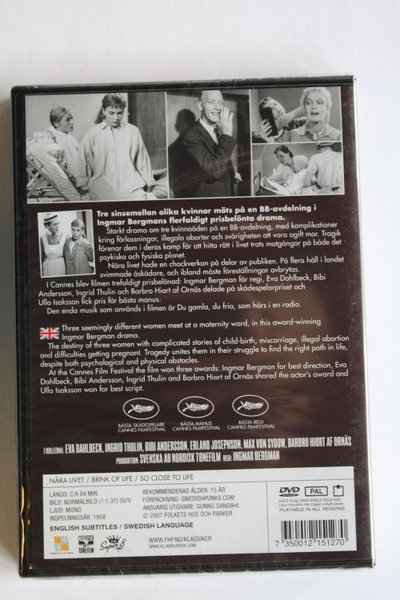 Tre sinsemellan olika kvinnor möts på en BB-avdelning i
Ingmar Bergmans flerfaldigt prisbelönta drama.
Starkt drama om tre kvinnoöden på en BB-avdelning, med komplikationer
kring förlossningar, illegala aborter och svårigheten att vara ogift mor. Tragik
förenar dem i deras kamp för att hitta rätt i livet trots motgångar på både det
psykiska och fysiska planet.
Nära livet hade en chockverkan på delar av publiken. På flera håll i landet
svimmade åskådare, och ibland måste föreställningar avbrytas.
I Cannes blev filmen trefaldigt prisbelönad: Ingmar Bergman för regi, Eva Dahlbeck, Bibi
Andersson, Ingrid Thulin och Barbro Hiort af Ornäs delade på skådespelarpriset och
Ulla Isaksson fick pris för bästa manus.
Den enda musik som används i filmen är Du gamla, du fria, som hörs i en radio.
Three seemingly different women meet at a maternity ward, in this award-winning
Ingmar Bergman drama.
The destiny of three women with complicated stories of child-birth, miscarriage, illegal abortion
and difficulties getting pregnant. Tragedy unites them in their struggle to find the right path in life,
despite both psychological and physical obstacles.
At the Cannes Film Festival the film won three awards: Ingmar Bergman for best direction, Eva
Dahlbeck, Bibi Andersson, Ingrid Thulin and Barbro Hiort af Ornäs shared the actor's award and
Ulla Isaksson won for best script.
BÄSTA SKÅDESPELARE
CANNES FILMFESTIVAL
BÄSTA MANUS
CANNES FILMFESTIVAL
BÄSTA REGI
CANNES FILMFESTIVAL
I ROLLERNA: EVA DAHLBECK, INGRID THULIN, BIBI ANDERSSON, ERLAND JOSEPHSON, MAX VON SYDOW, BARBRO HIORT AF ORNÄS
PRODUKTION: SVENSKA AB NORDISK TONEFILM REGI: INGMAR BERGMAN
NÄRA LIVET / BRINK OF LIFE / SO CLOSE TO LIFE
LÄNGD: CA 84 MIN
BILD: NORMALBILD (1:1.37) SV/V
LJUD: MONO
INSPELNINGSÅR: 1958
REKOMMENDERAD ÅLDER: 15 ÅR
FÖRPACKNING: SWEDISHPUNKS.COM
ANSVARIG UTGIVARE: GUNNO SANDAHL
© 2007 FOLKETS HUS OCH PARKER
ENGLISH SUBTITLES / SWEDISH LANGUAGE
DVD
VIDEO
PAL
PLAYABLE IN ALL REGIONS
TONEFILM
Super 8
WWW.FHP.NU/KLASSIKER
WWW.KLUBBSUPER8.COM
7 350012 151270